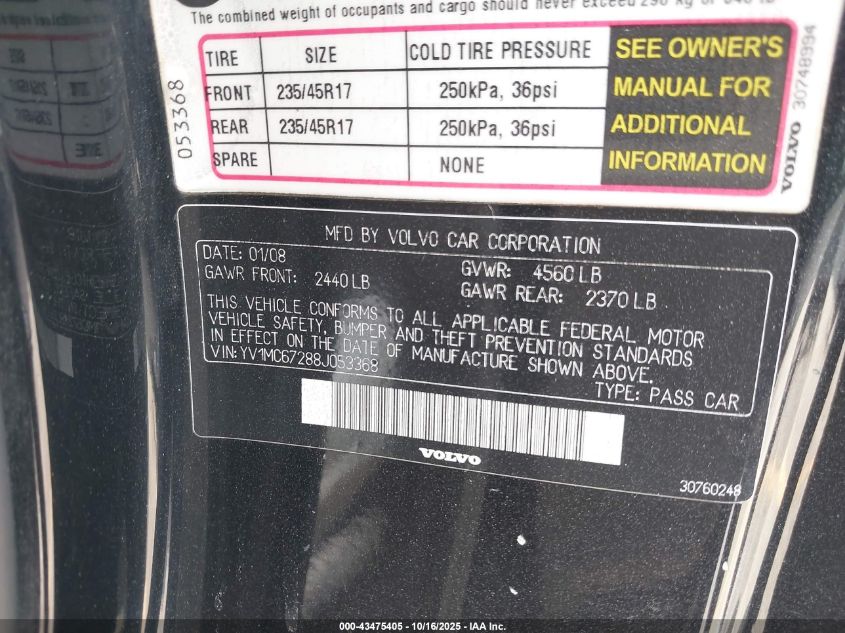 The combined weight of occupants and cargo should never exceed
053368
TIRE SIZE COLD TIRE PRESSURE
FRONT 235/45R17 250kPa, 36psi
REAR 235/45R17 250kPa, 36psi
SPARE NONE
SEE OWNER'S
MANUAL FOR
ADDITIONAL
INFORMATION
VOLVO 30748994
MFD BY VOLVO CAR CORPORATION
DATE: 01/08 GVWR: 4560 LB
GAWR FRONT: 2440 LB GAWR REAR: 2370 LB
THIS VEHICLE CONFORMS TO ALL APPLICABLE FEDERAL MOTOR
VEHICLE SAFETY, BUMPER AND THEFT PREVENTION STANDARDS
IN EFFECT ON THE DATE OF MANUFACTURE SHOWN ABOVE.
VIN: YV1MC67288J053368
TYPE: PASS CAR
VOLVO
30760248
000-43475405 - 10/16/2025 - IAA Inc.